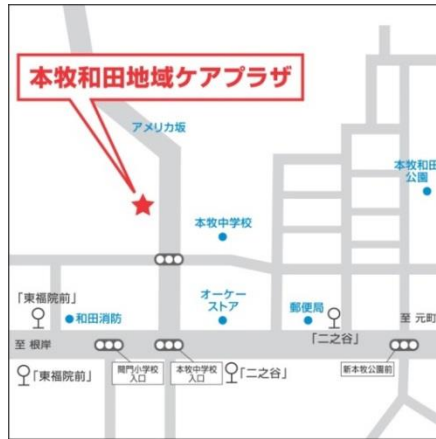 本牧和田地域ケアプラザ
アメリカ坂
本牧和田
公園
本牧中学校
「東福院前」
和田消防
オーケー
ストア
郵便局
「二之谷」
至 元町
至 根岸
「東福院前」
間門小学校
入口
本牧中学校
入口
「二之谷」
新本牧公園前